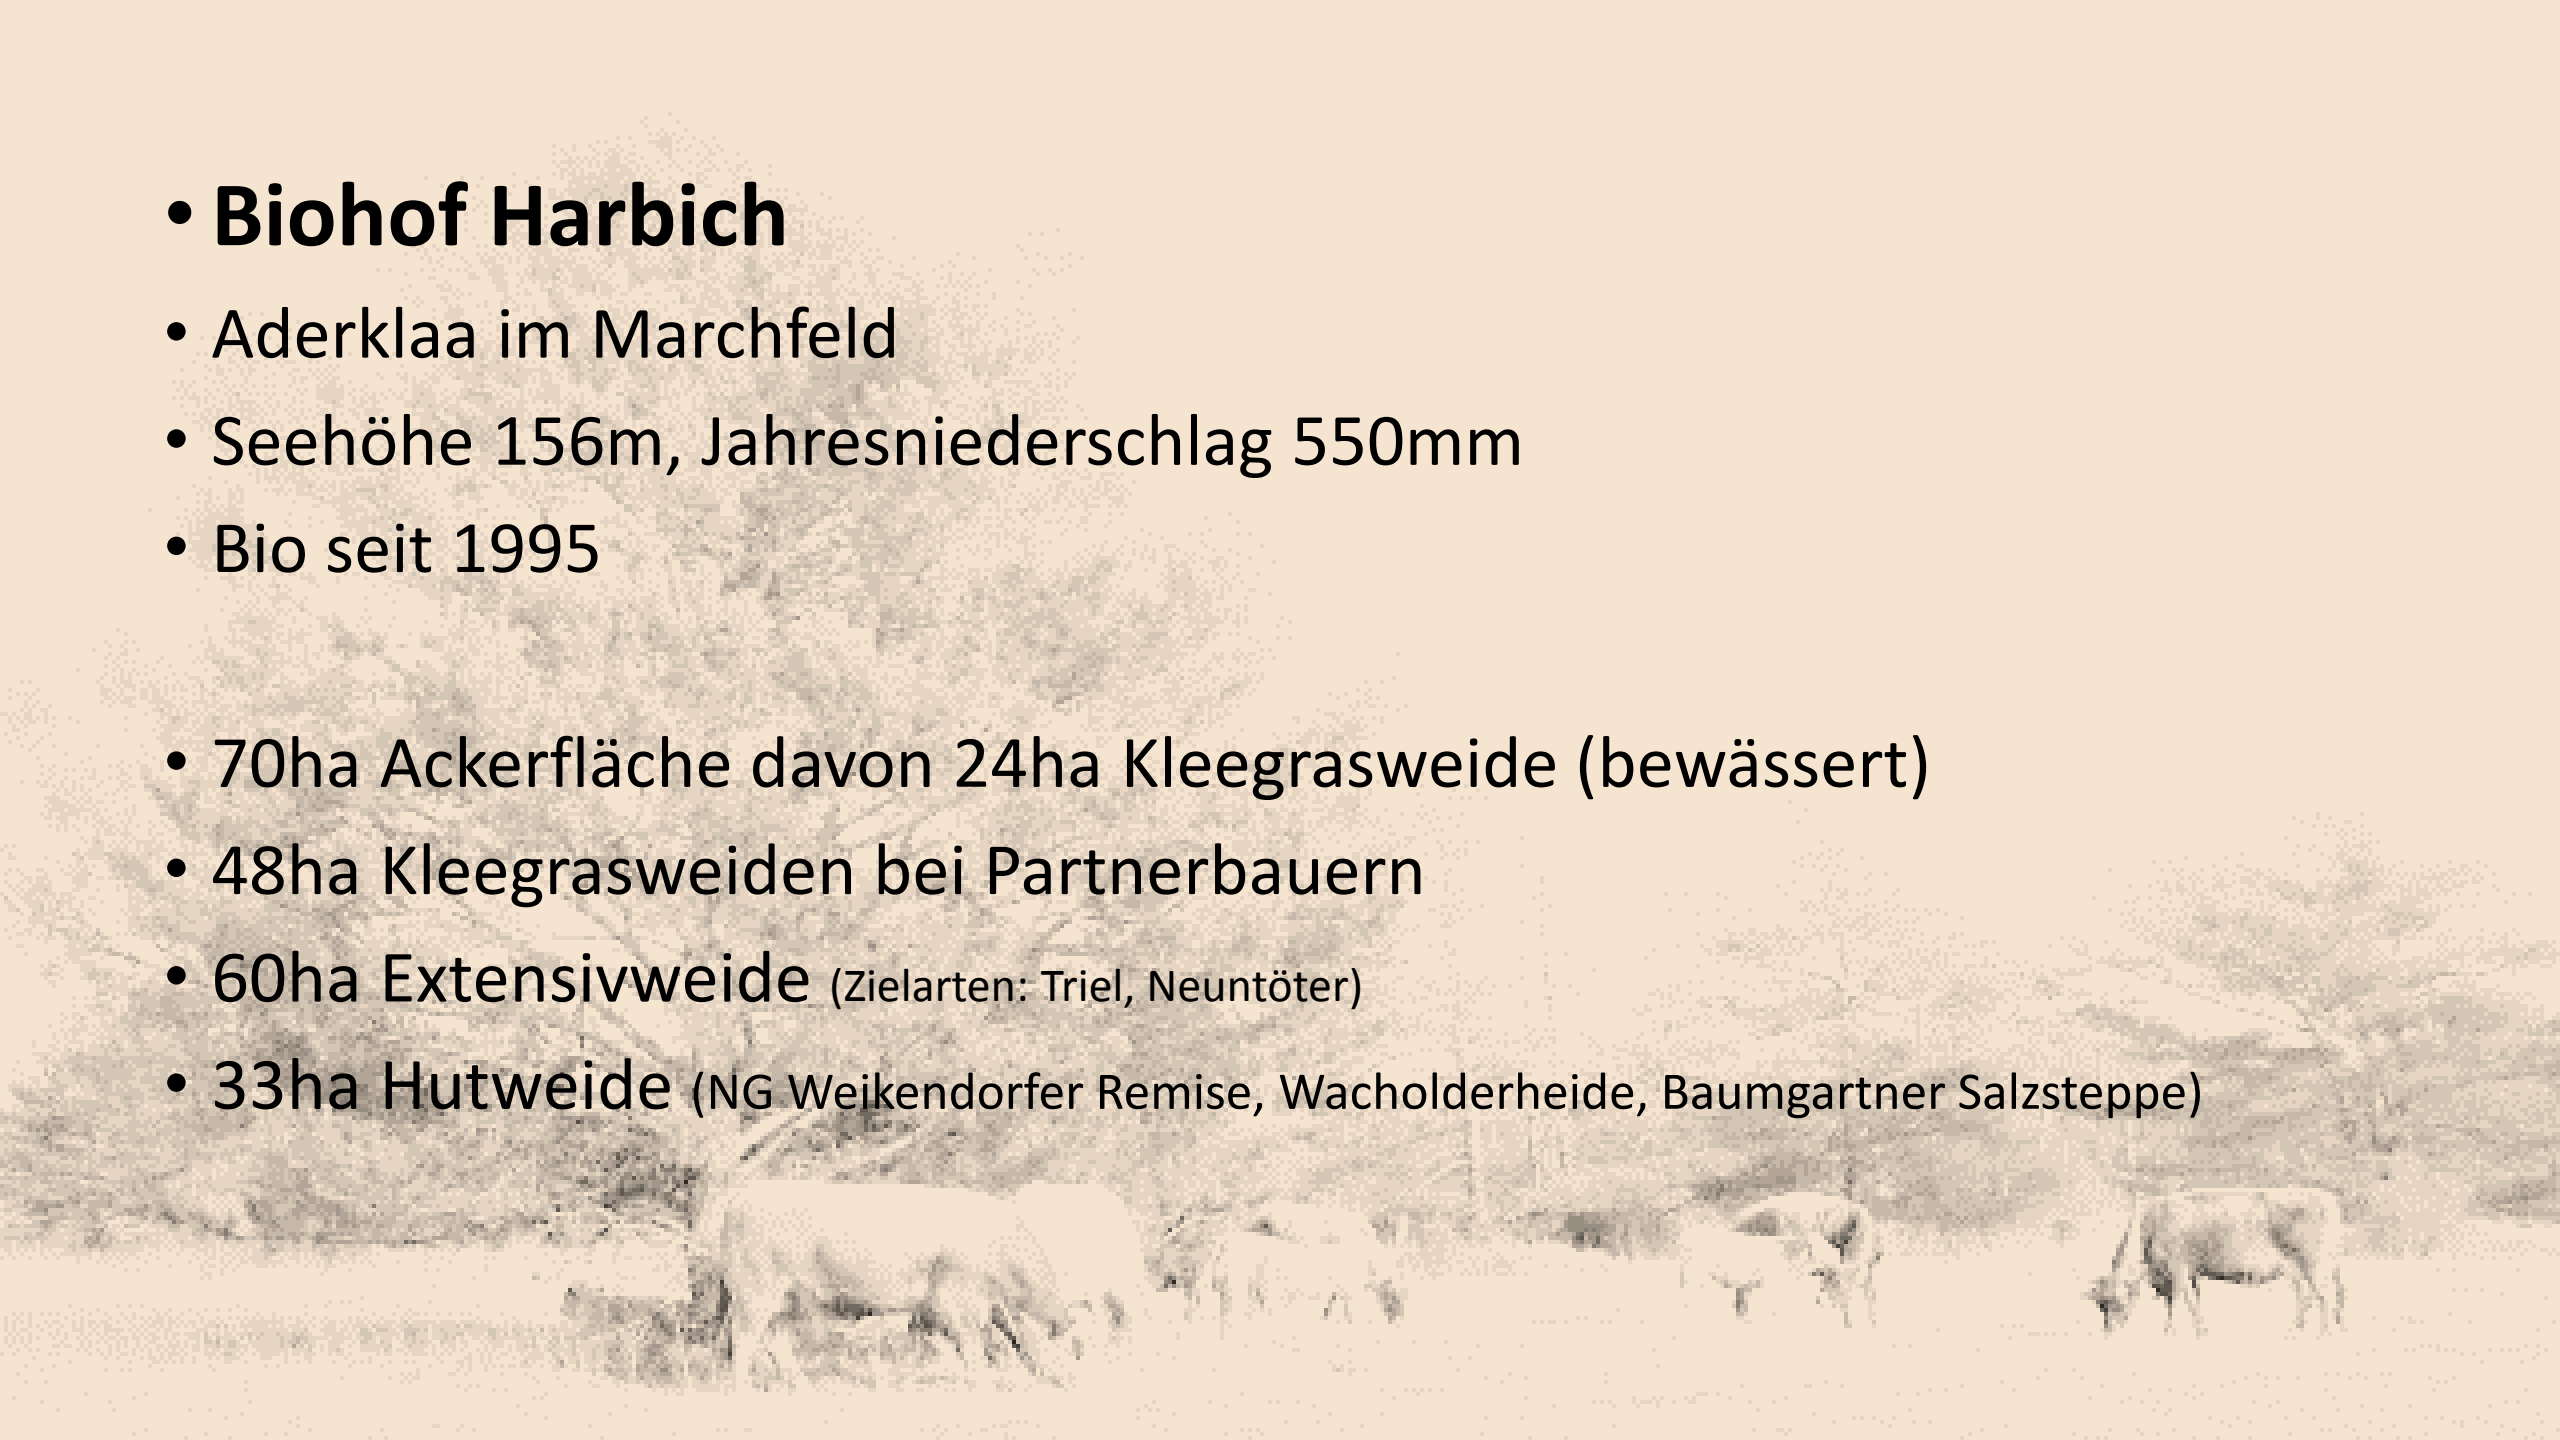 • Biohof Harbich
• Aderklaa im Marchfeld
• Seehöhe 156m, Jahresniederschlag 550mm
• Bio seit 1995
• 70ha Ackerfläche davon 24ha Kleegrasweide (bewässert)
• 48ha Kleegrasweiden bei Partnerbauern
• 60ha Extensivweide (Zielarten: Triel, Neuntöter)
• 33ha Hutweide (NG Weikendorfer Remise, Wacholderheide, Baumgartner Salzsteppe)